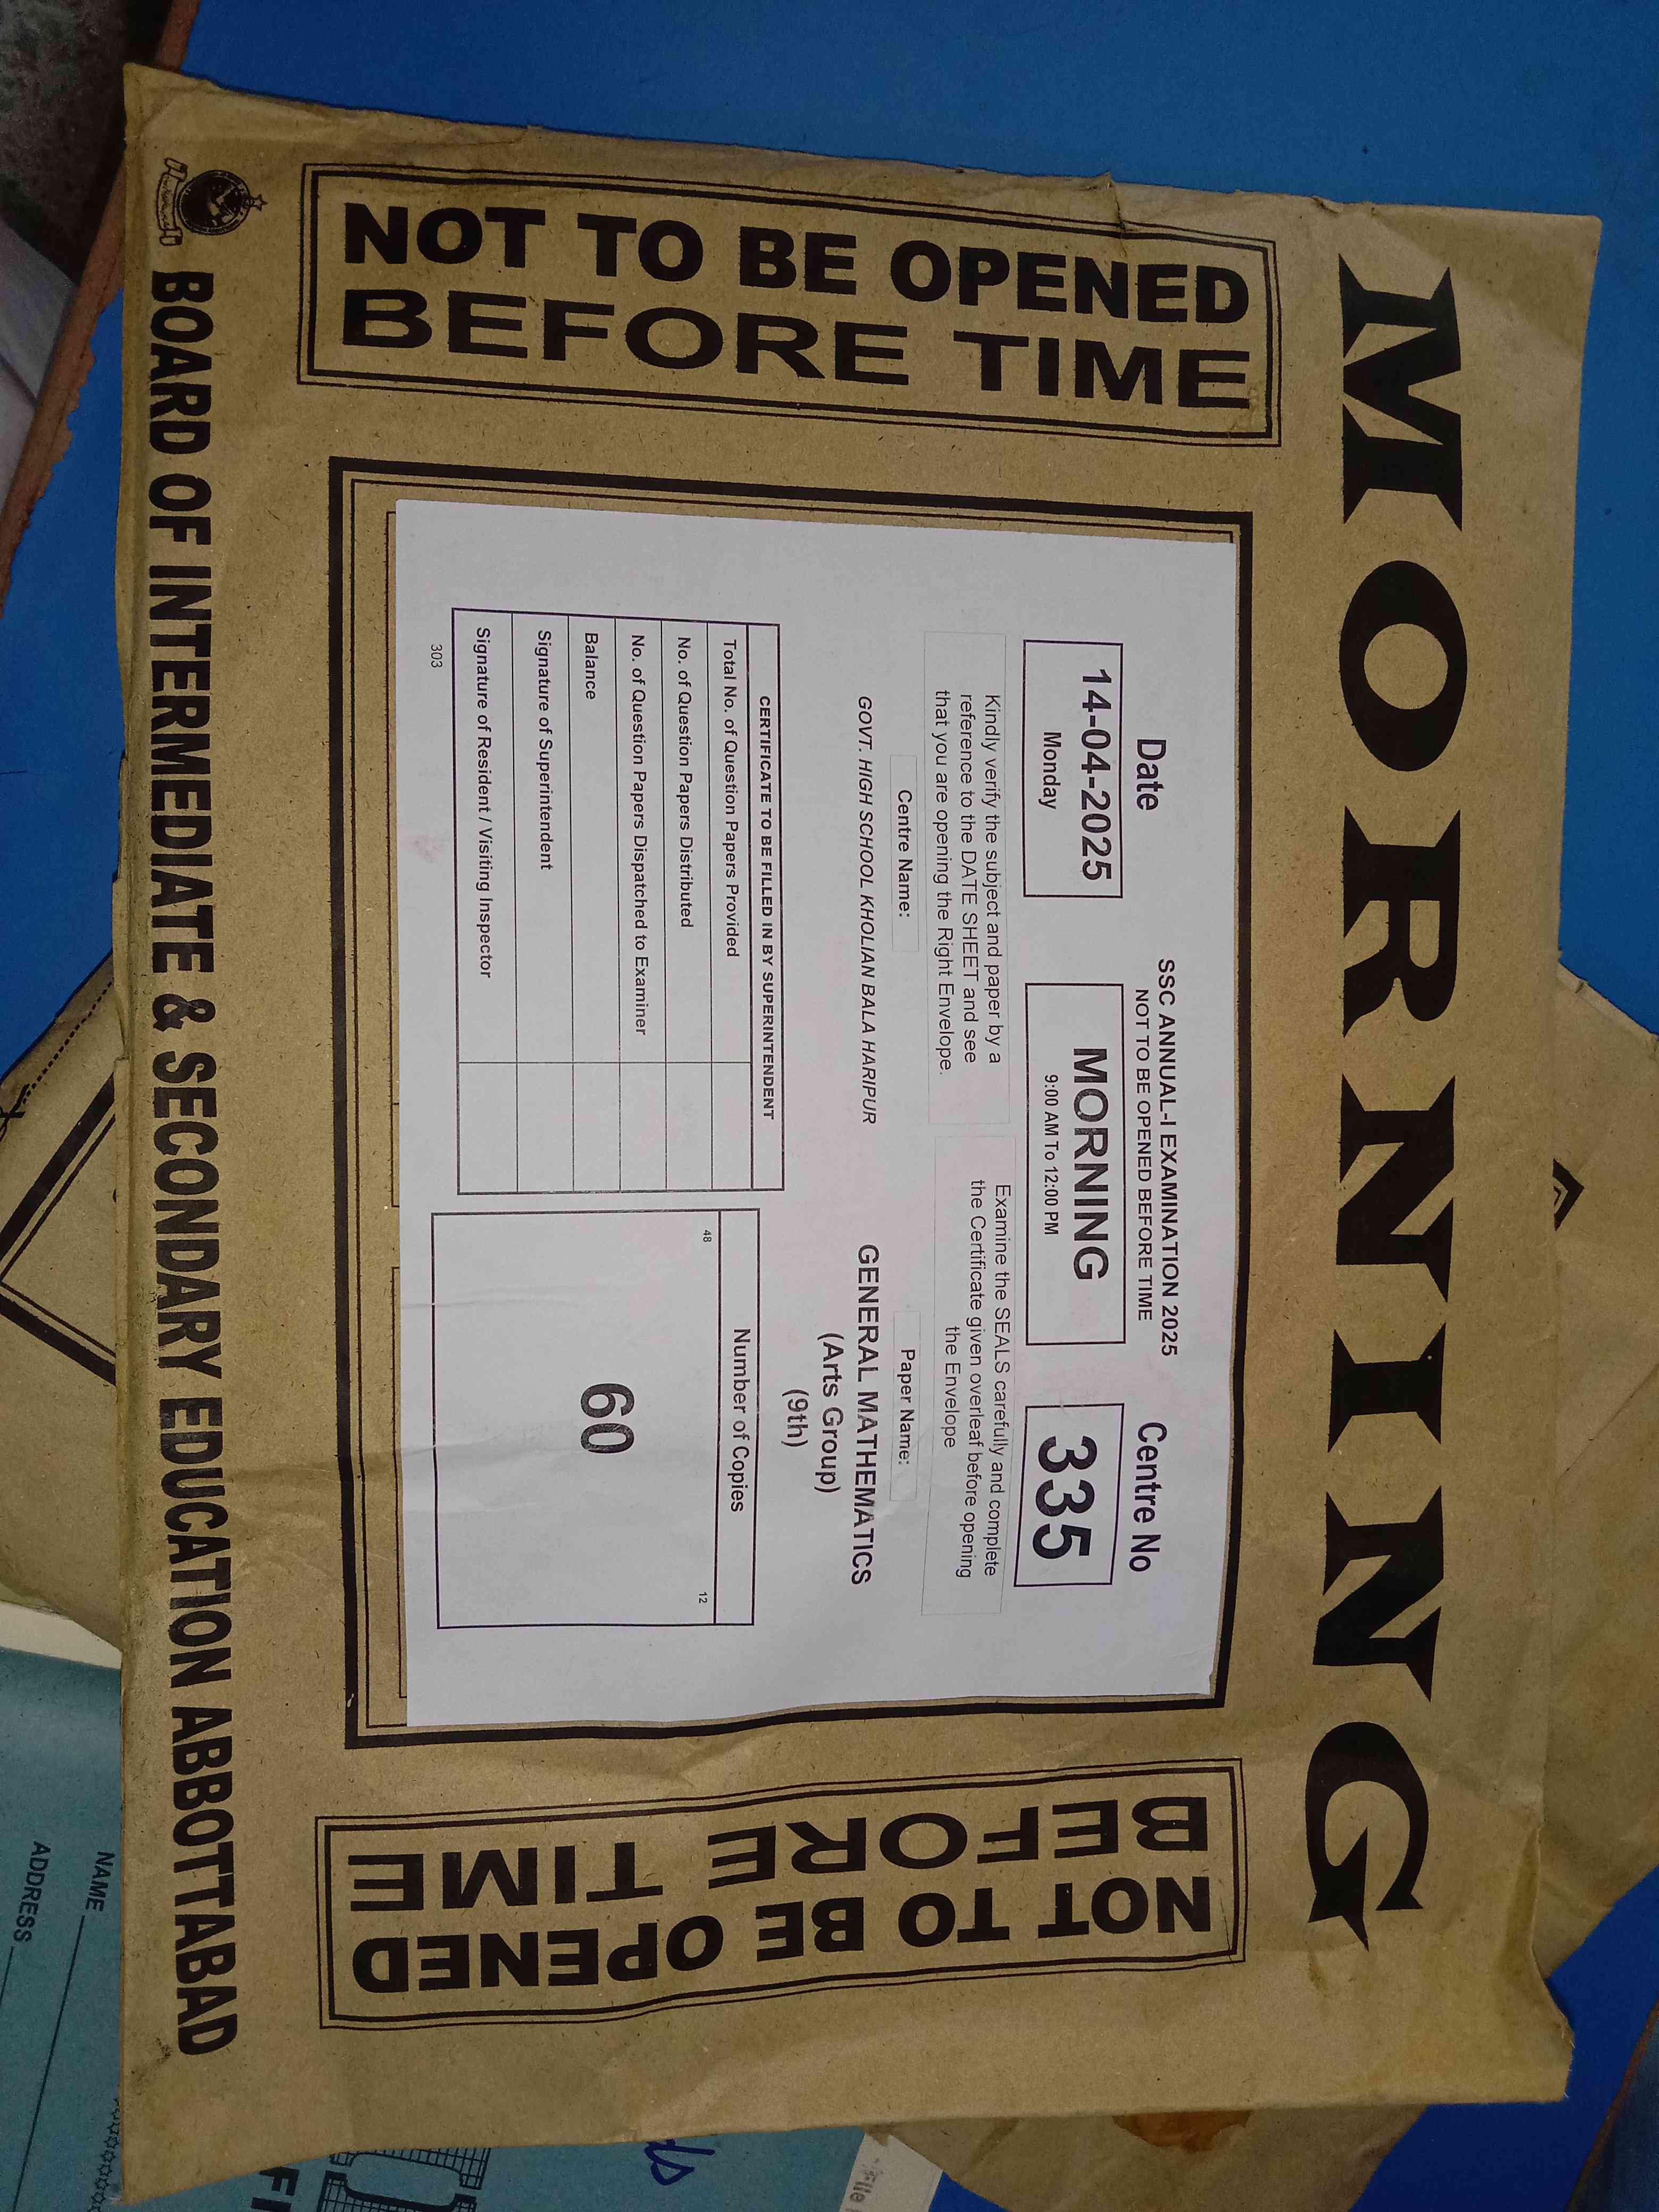 MORNING
NOT TO BE OPENED
BEFORE TIME
SSC ANNUAL-I EXAMINATION 2025
NOT TO BE OPENED BEFORE TIME
Date
14-04-2025
Monday
MORNING
9:00 AM To 12:00 PM
Centre No
335
Kindly verify the subject and paper by a
reference to the DATE SHEET and see
that you are opening the Right Envelope.
Examine the SEALS carefully and complete
the Certificate given overleaf before opening
the Envelope
Centre Name:
GOVT. HIGH SCHOOL KHOLIAN BALA HARIPUR
Paper Name:
GENERAL MATHEMATICS
(Arts Group)
(9th)
CERTIFICATE TO BE FILLED IN BY SUPERINTENDENT
Total No. of Question Papers Provided
No. of Question Papers Distributed
No. of Question Papers Dispatched to Examiner
Balance
Signature of Superintendent
Signature of Resident / Visiting Inspector
303
Number of Copies
48
12
60
NOT TO BE OPENED
BEFORE TIME
BOARD OF INTERMEDIATE & SECONDARY EDUCATION ABBOTTABAD
NAME
ADDRESS
File